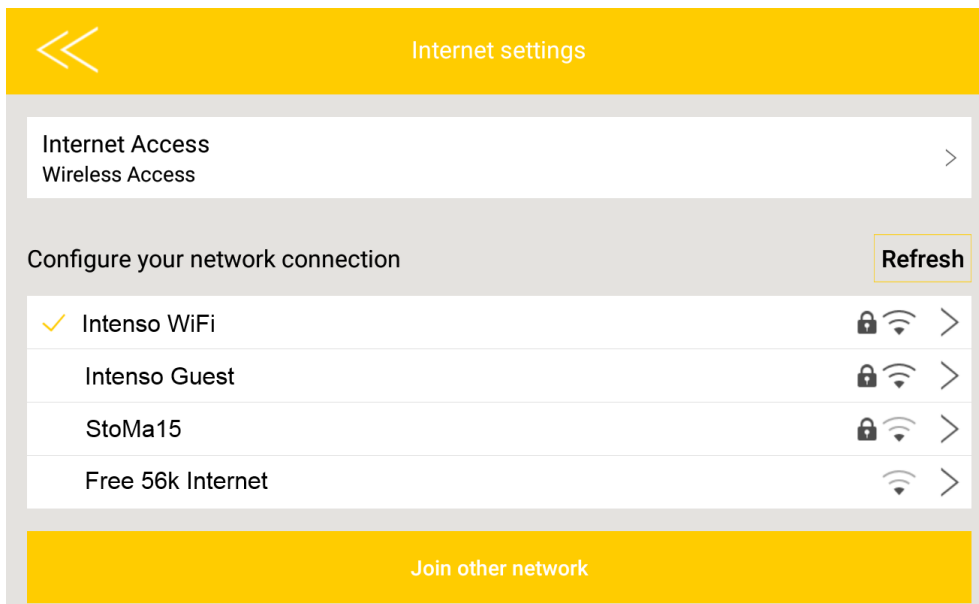 Internet settings
Internet Access
Wireless Access
Configure your network connection
Refresh
Intenso WiFi
Intenso Guest
StoMa15
Free 56k Internet
Join other network